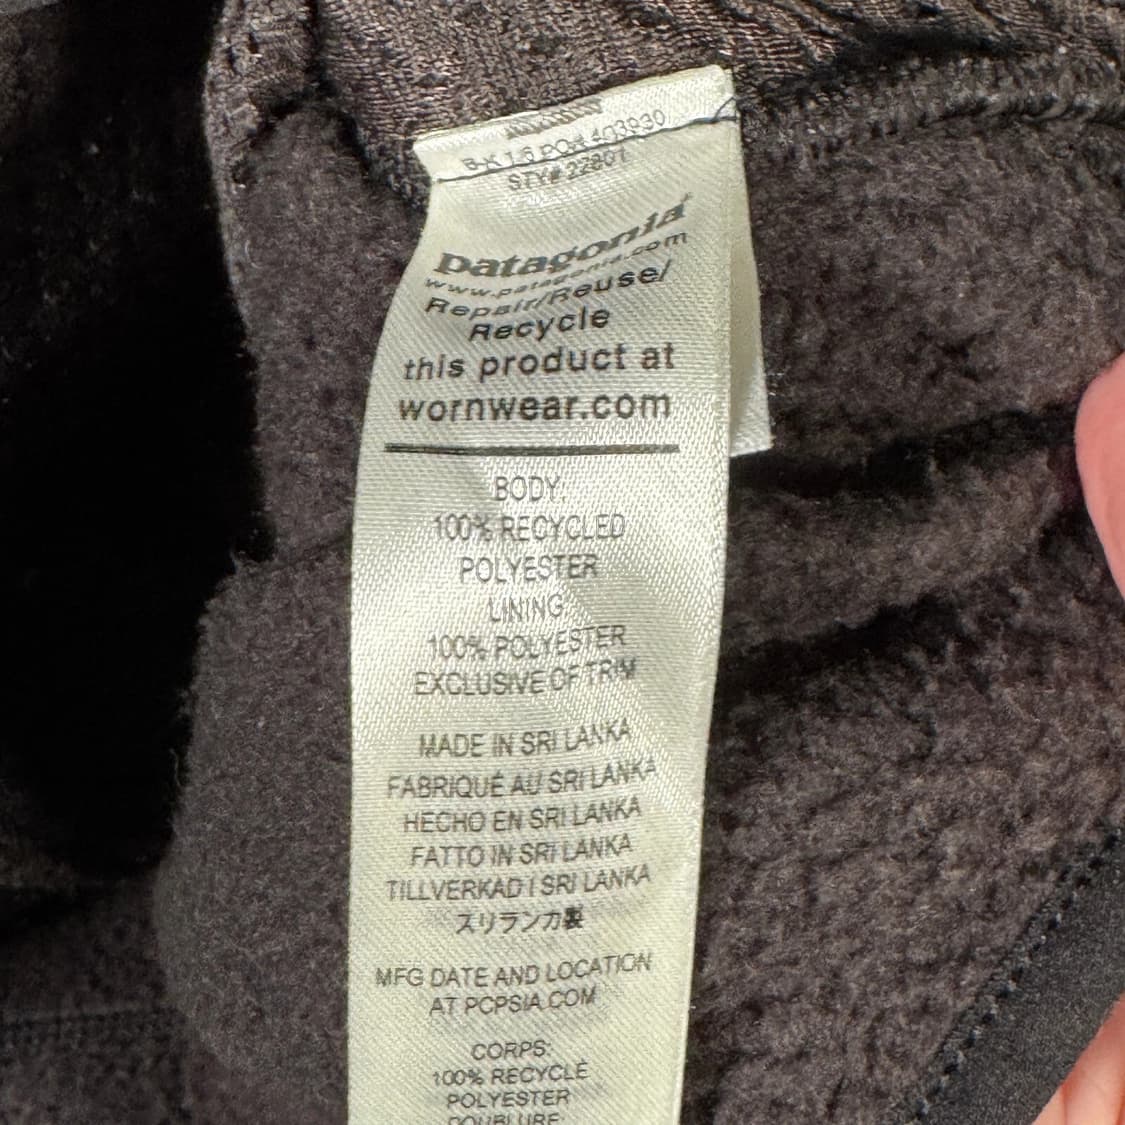 STY# 22801
patagonia®
www.patagonia.com
Repair/Reuse/
Recycle
this product at
wornwear.com
BODY:
100% RECYCLED
POLYESTER
LINING
100% POLYESTER
EXCLUSIVE OF TRIM
MADE IN SRI LANKA
FABRIQUÉ AU SRI LANKA
HECHO EN SRI LANKA
FATTO IN SRI LANKA
TILLVERKAD I SRI LANKA
スリランカ製
MFG DATE AND LOCATION
AT PCPSIA.COM
CORPS:
100% RECYCLÉ
POLYESTER
DOUBLURE: